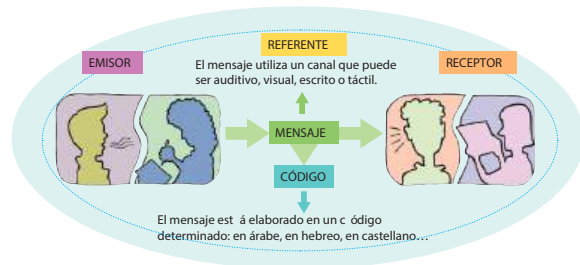 REFERENTE
EMISOR
RECEPTOR
El mensaje utiliza un canal que puede
ser auditivo, visual, escrito o táctil.
MENSAJE
CÓDIGO
El mensaje est á elaborado en un c ódigo
determinado: en árabe, en hebreo, en castellano…